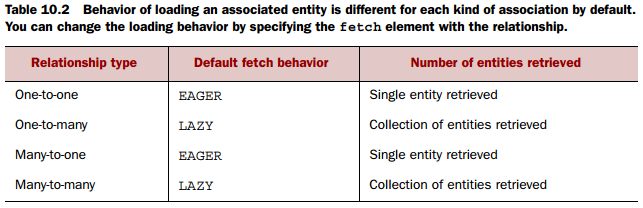 Table 10.2 Behavior of loading an associated entity is different for each kind of association by default.
You can change the loading behavior by specifying the fetch element with the relationship.
Relationship type Default fetch behavior Number of entities retrieved
One-to-one EAGER Single entity retrieved
One-to-many LAZY Collection of entities retrieved
Many-to-one EAGER Single entity retrieved
Many-to-many LAZY Collection of entities retrieved